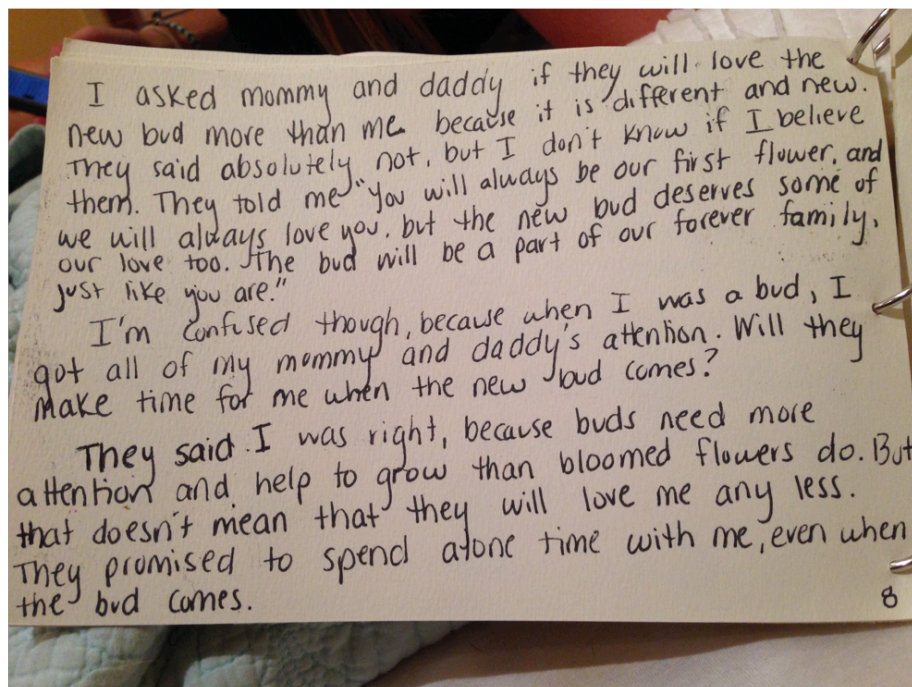 I asked mommy and daddy if they will love the
new bud more than me because it is different and new.
They said absolutely not, but I don't know if I believe
them. They told me "you will always be our first flower, and
we will always love you, but the new bud deserves some of
our love too. The bud will be a part of our forever family,
just like you are."
I'm confused though, because when I was a bud, I
got all of my mommy and daddy's attention. Will they
make time for me when the new bud comes?
They said I was right, because buds need more
attention and help to grow than bloomed flowers do. But
that doesn't mean that they will love me any less.
They promised to spend alone time with me, even when
the bud comes.
8